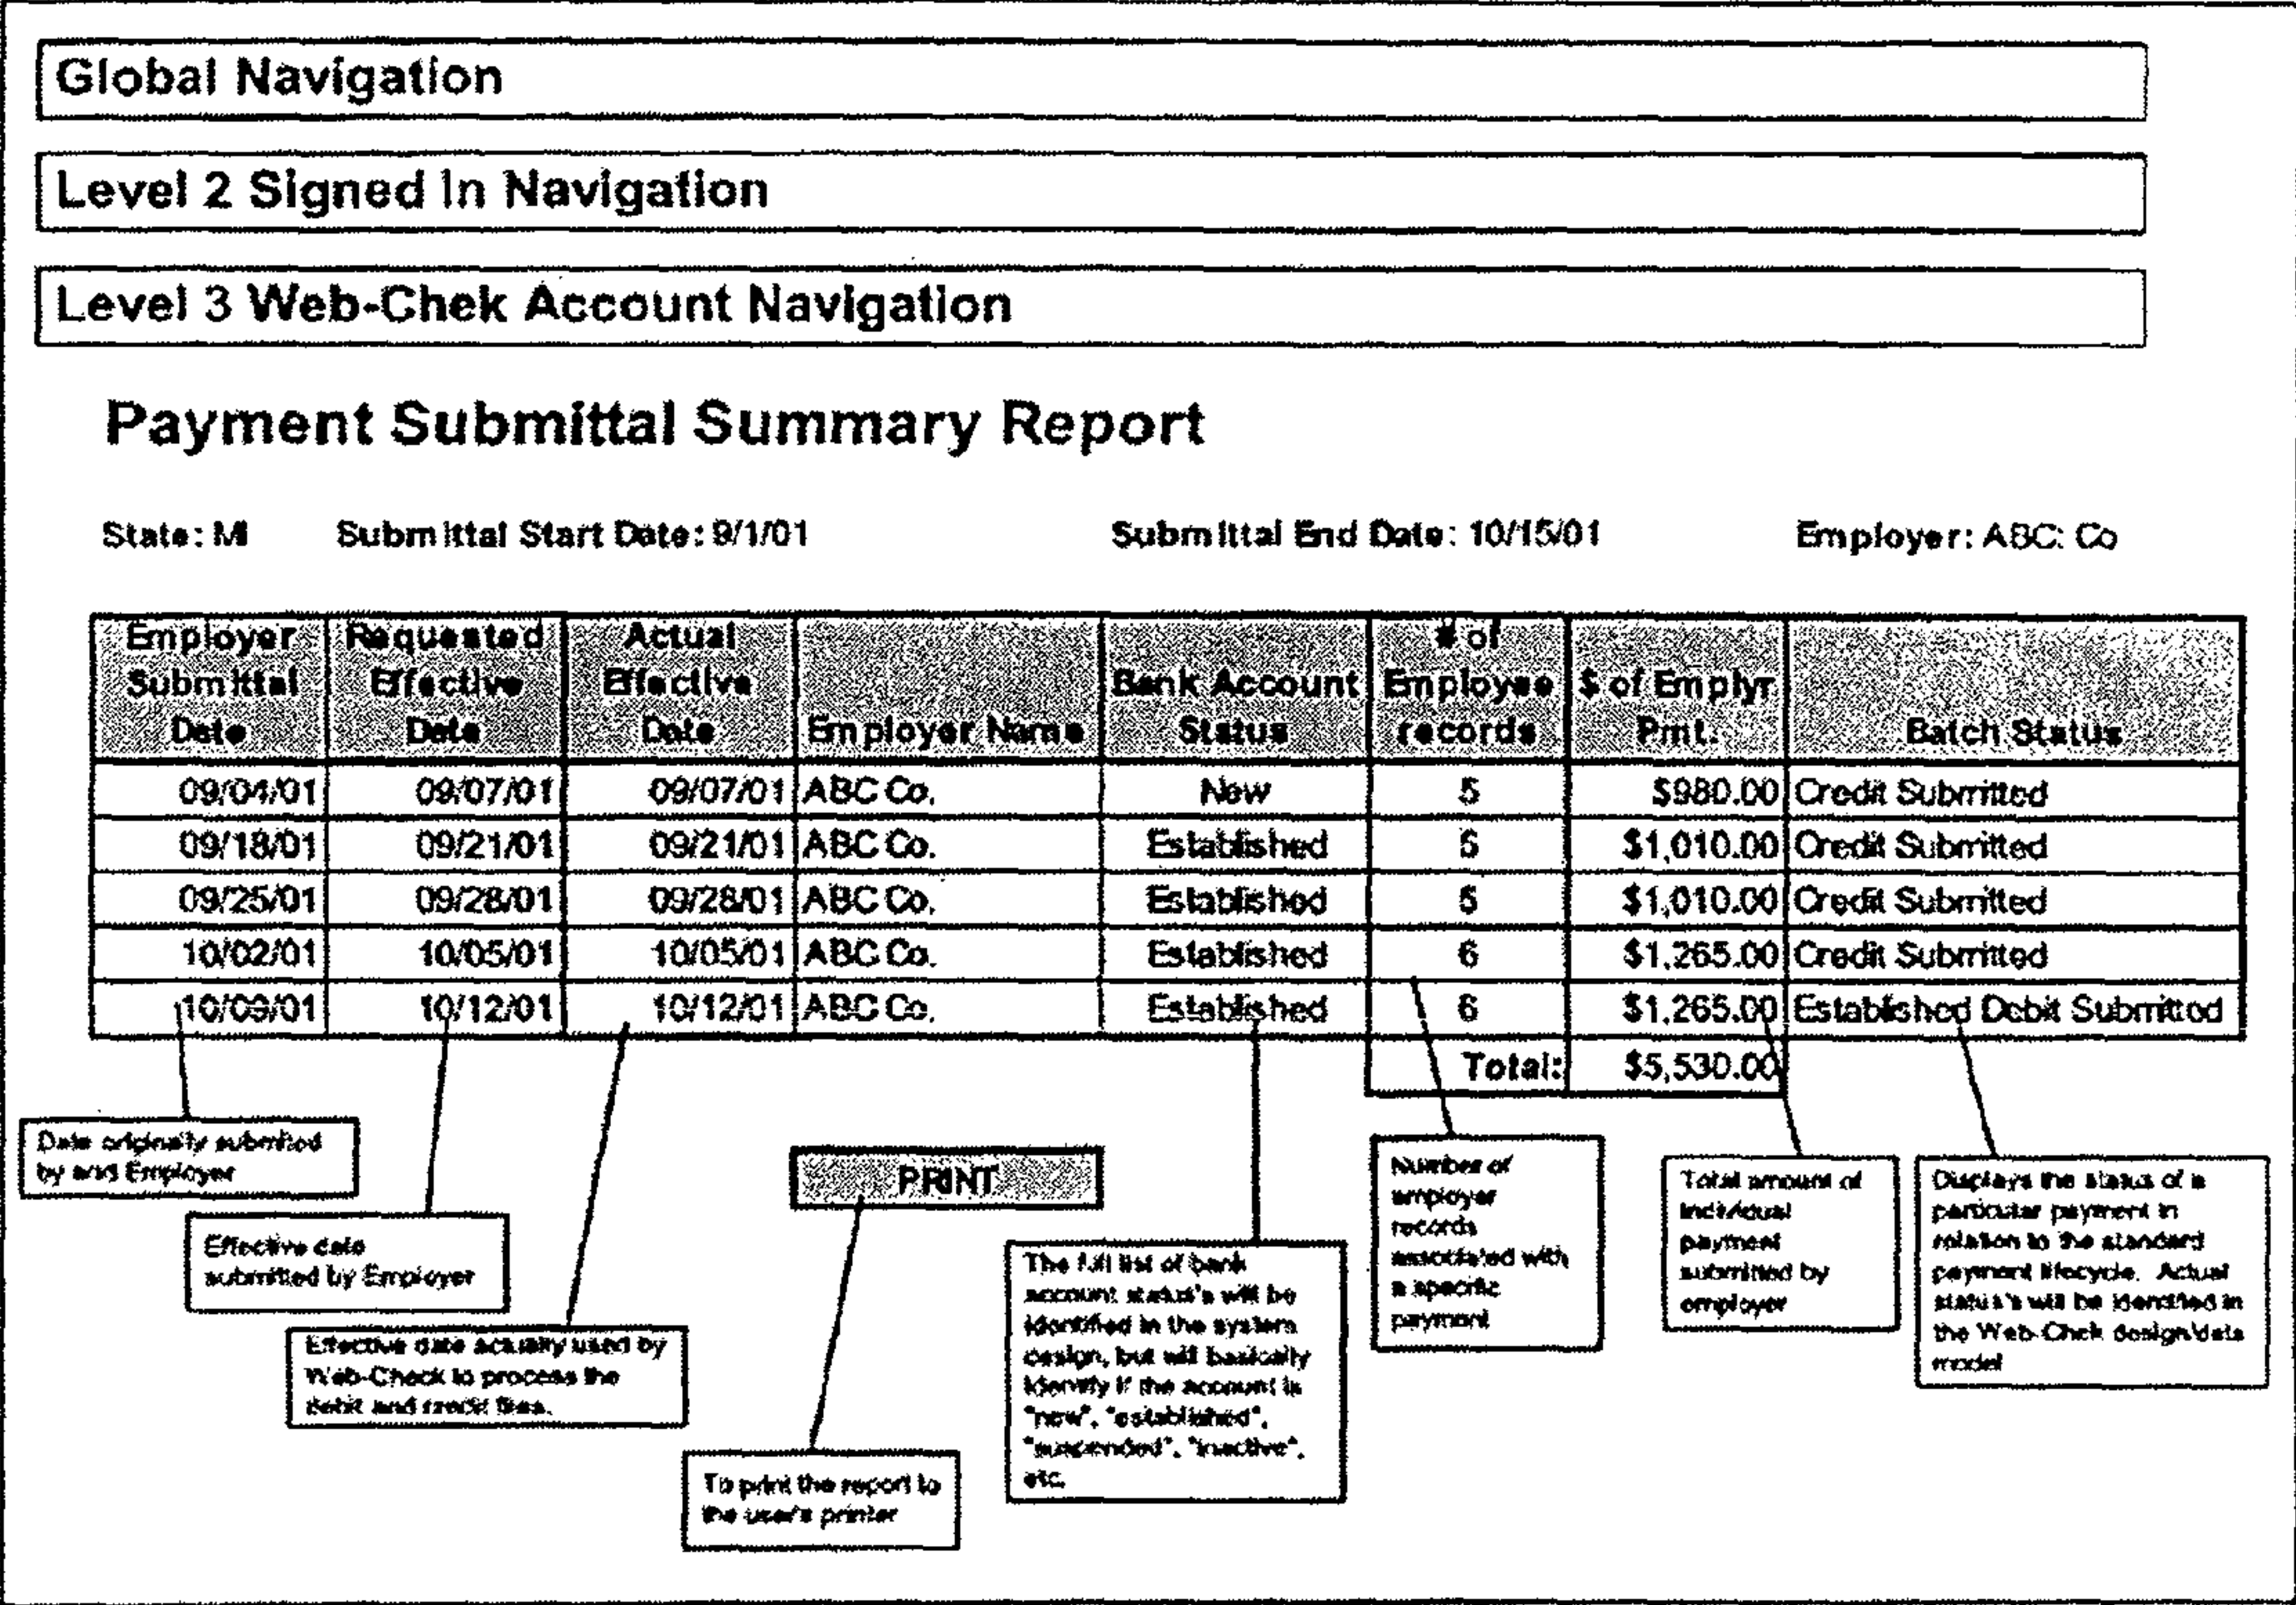 Global Navigation
Level 2 Signed In Navigation
Level 3 Web-Chek Account Navigation
Payment Submittal Summary Report
State: MI Submittal Start Date: 9/1/01 Submittal End Date: 10/15/01 Employer: ABC Co
Employer Submittal Date Requested Effective Date Actual Effective Date Employer Name Bank Account Status # of Employee records $ of Emplyr Pmt. Batch Status
09/04/01 09/07/01 09/07/01 ABC Co. New 5 $980.00 Credit Submitted
09/18/01 09/21/01 09/21/01 ABC Co. Established 5 $1,010.00 Credit Submitted
09/25/01 09/28/01 09/28/01 ABC Co. Established 5 $1,010.00 Credit Submitted
10/02/01 10/05/01 10/05/01 ABC Co. Established 6 $1,265.00 Credit Submitted
10/09/01 10/12/01 10/12/01 ABC Co. Established 6 $1,265.00 Established Debit Submitted
Total: $5,530.00
Date originally submitted
by and Employer
Effective date
submitted by Employer
Effective date actually used by
Web-Check to process the
debit and credit files.
PRINT
To print the report to
the user's printer
The full list of bank
account status's will be
identified in the system
design, but will basically
identify if the account is
"new", "established",
"suspended", "inactive",
etc.
Number of
employer
records
associated with
a specific
payment
Total amount of
individual
payment
submitted by
employer
Displays the status of a
particular payment in
relation to the standard
payment lifecycle. Actual
status's will be identified in
the Web-Chek design/data
model